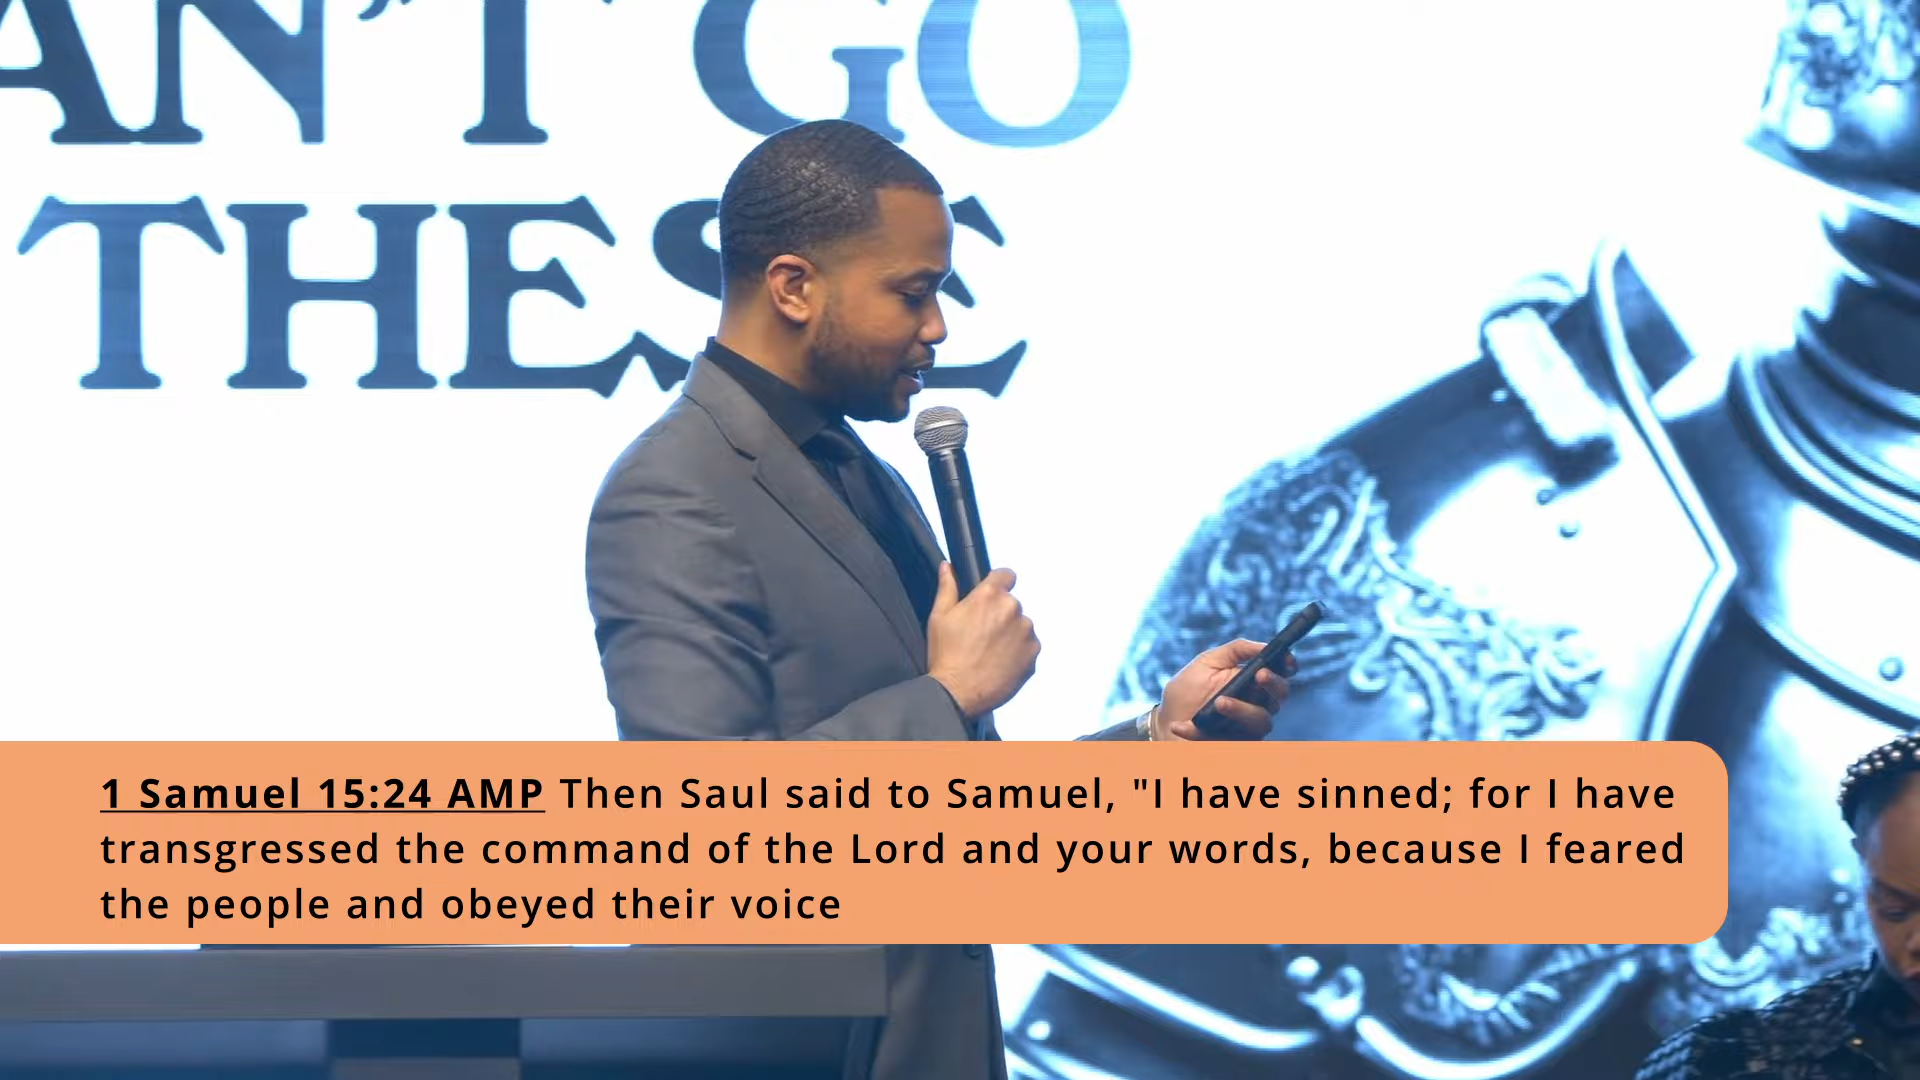 AN'T GO
THESE
1 Samuel 15:24 AMP Then Saul said to Samuel, "I have sinned; for I have
transgressed the command of the Lord and your words, because I feared
the people and obeyed their voice